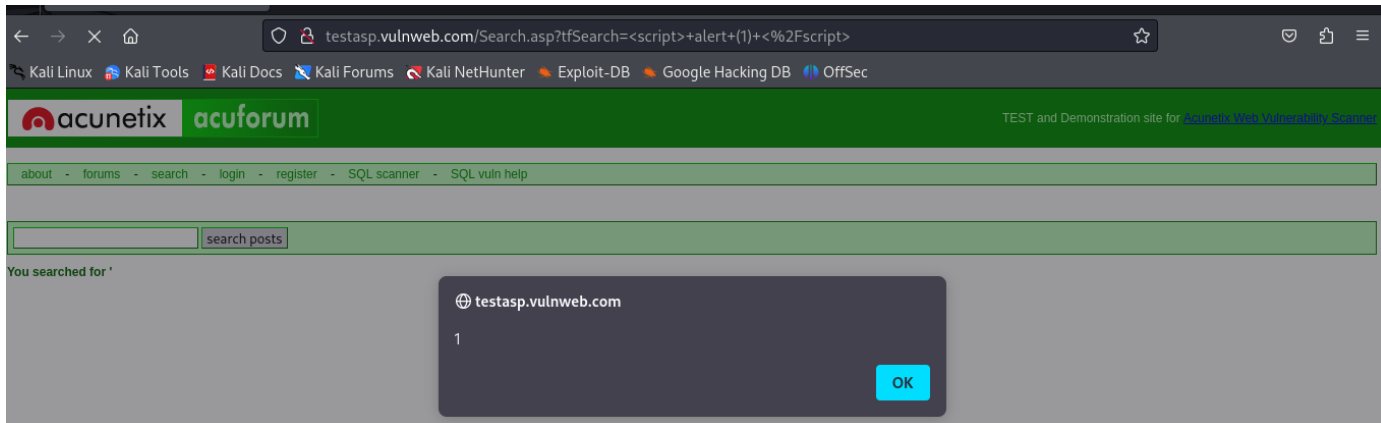 testasp.vulnweb.com/Search.asp?tfSearch=<script>+alert+(1)+<%2Fscript>
Kali Linux Kali Tools Kali Docs Kali Forums Kali NetHunter Exploit-DB Google Hacking DB OffSec
acunetix acuforum TEST and Demonstration site for Acunetix Web Vulnerability Scanner
about - forums - search - login - register - SQL scanner - SQL vuln help
search posts
You searched for '
testasp.vulnweb.com
1
OK